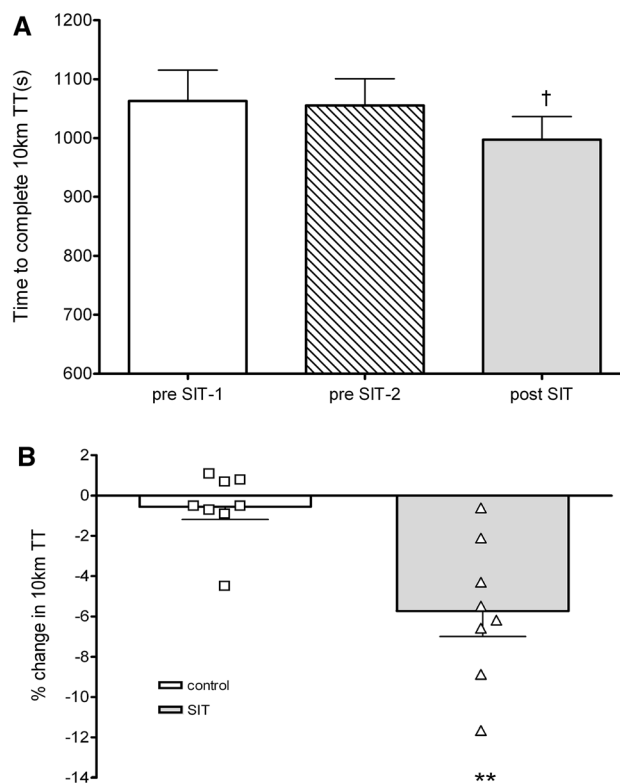 A
1200
1100
1000
900
800
700
600
Time to complete 10km TT(s)
†
pre SIT-1 pre SIT-2 post SIT
B
2
0
-2
-4
-6
-8
-10
-12
-14
% change in 10km TT
control
SIT
**